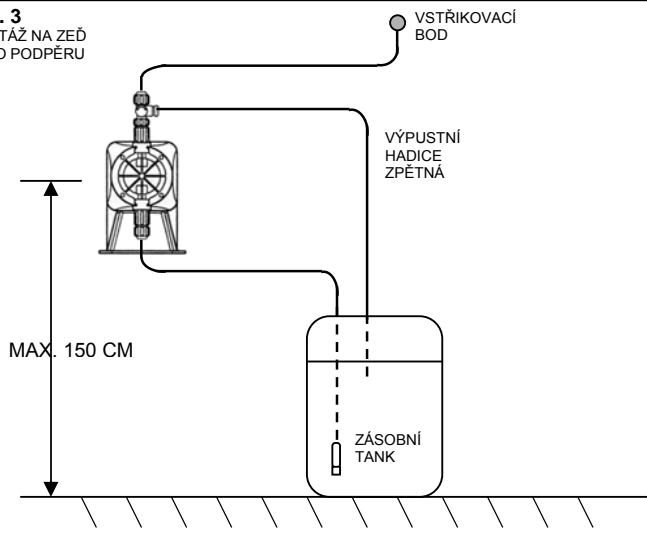 . 3
TÁŽ NA ZEĎ
O PODPĚRU
VSTŘIKOVACÍ
BOD
VÝPUSTNÍ
HADICE
ZPĚTNÁ
MAX. 150 CM
ZÁSOBNÍ
TANK